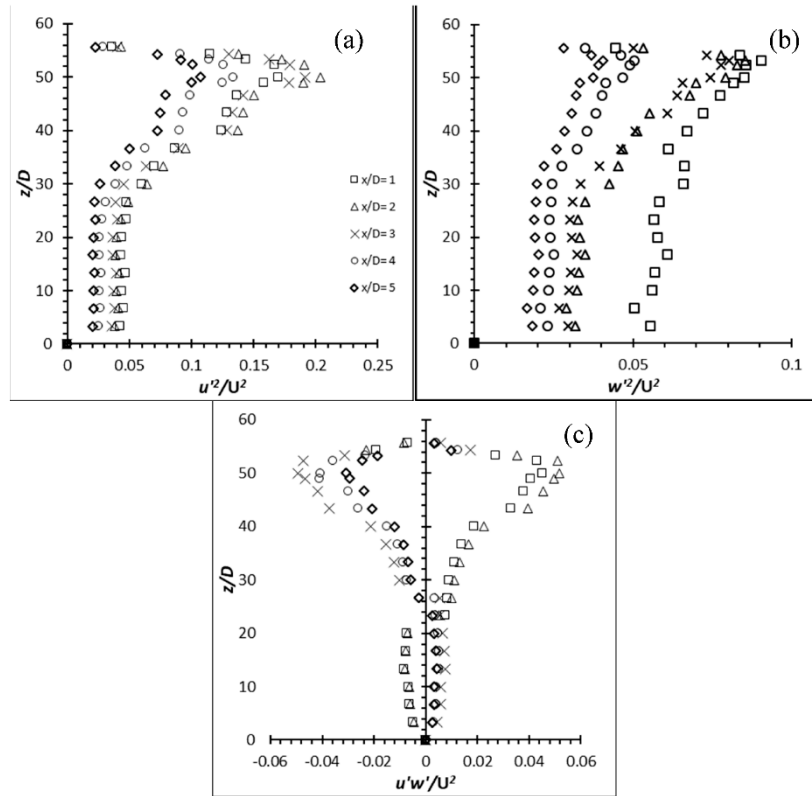 (a)
z/D
60
50
40
30
20
10
0
0 0.05 0.1 0.15 0.2 0.25
u'²/U²
x/D= 1
x/D= 2
x/D= 3
x/D= 4
x/D= 5
(b)
z/D
60
50
40
30
20
10
0
0 0.05 0.1
w'²/U²
(c)
z/D
60
50
40
30
20
10
0
-0.06 -0.04 -0.02 0 0.02 0.04 0.06
u'w'/U²